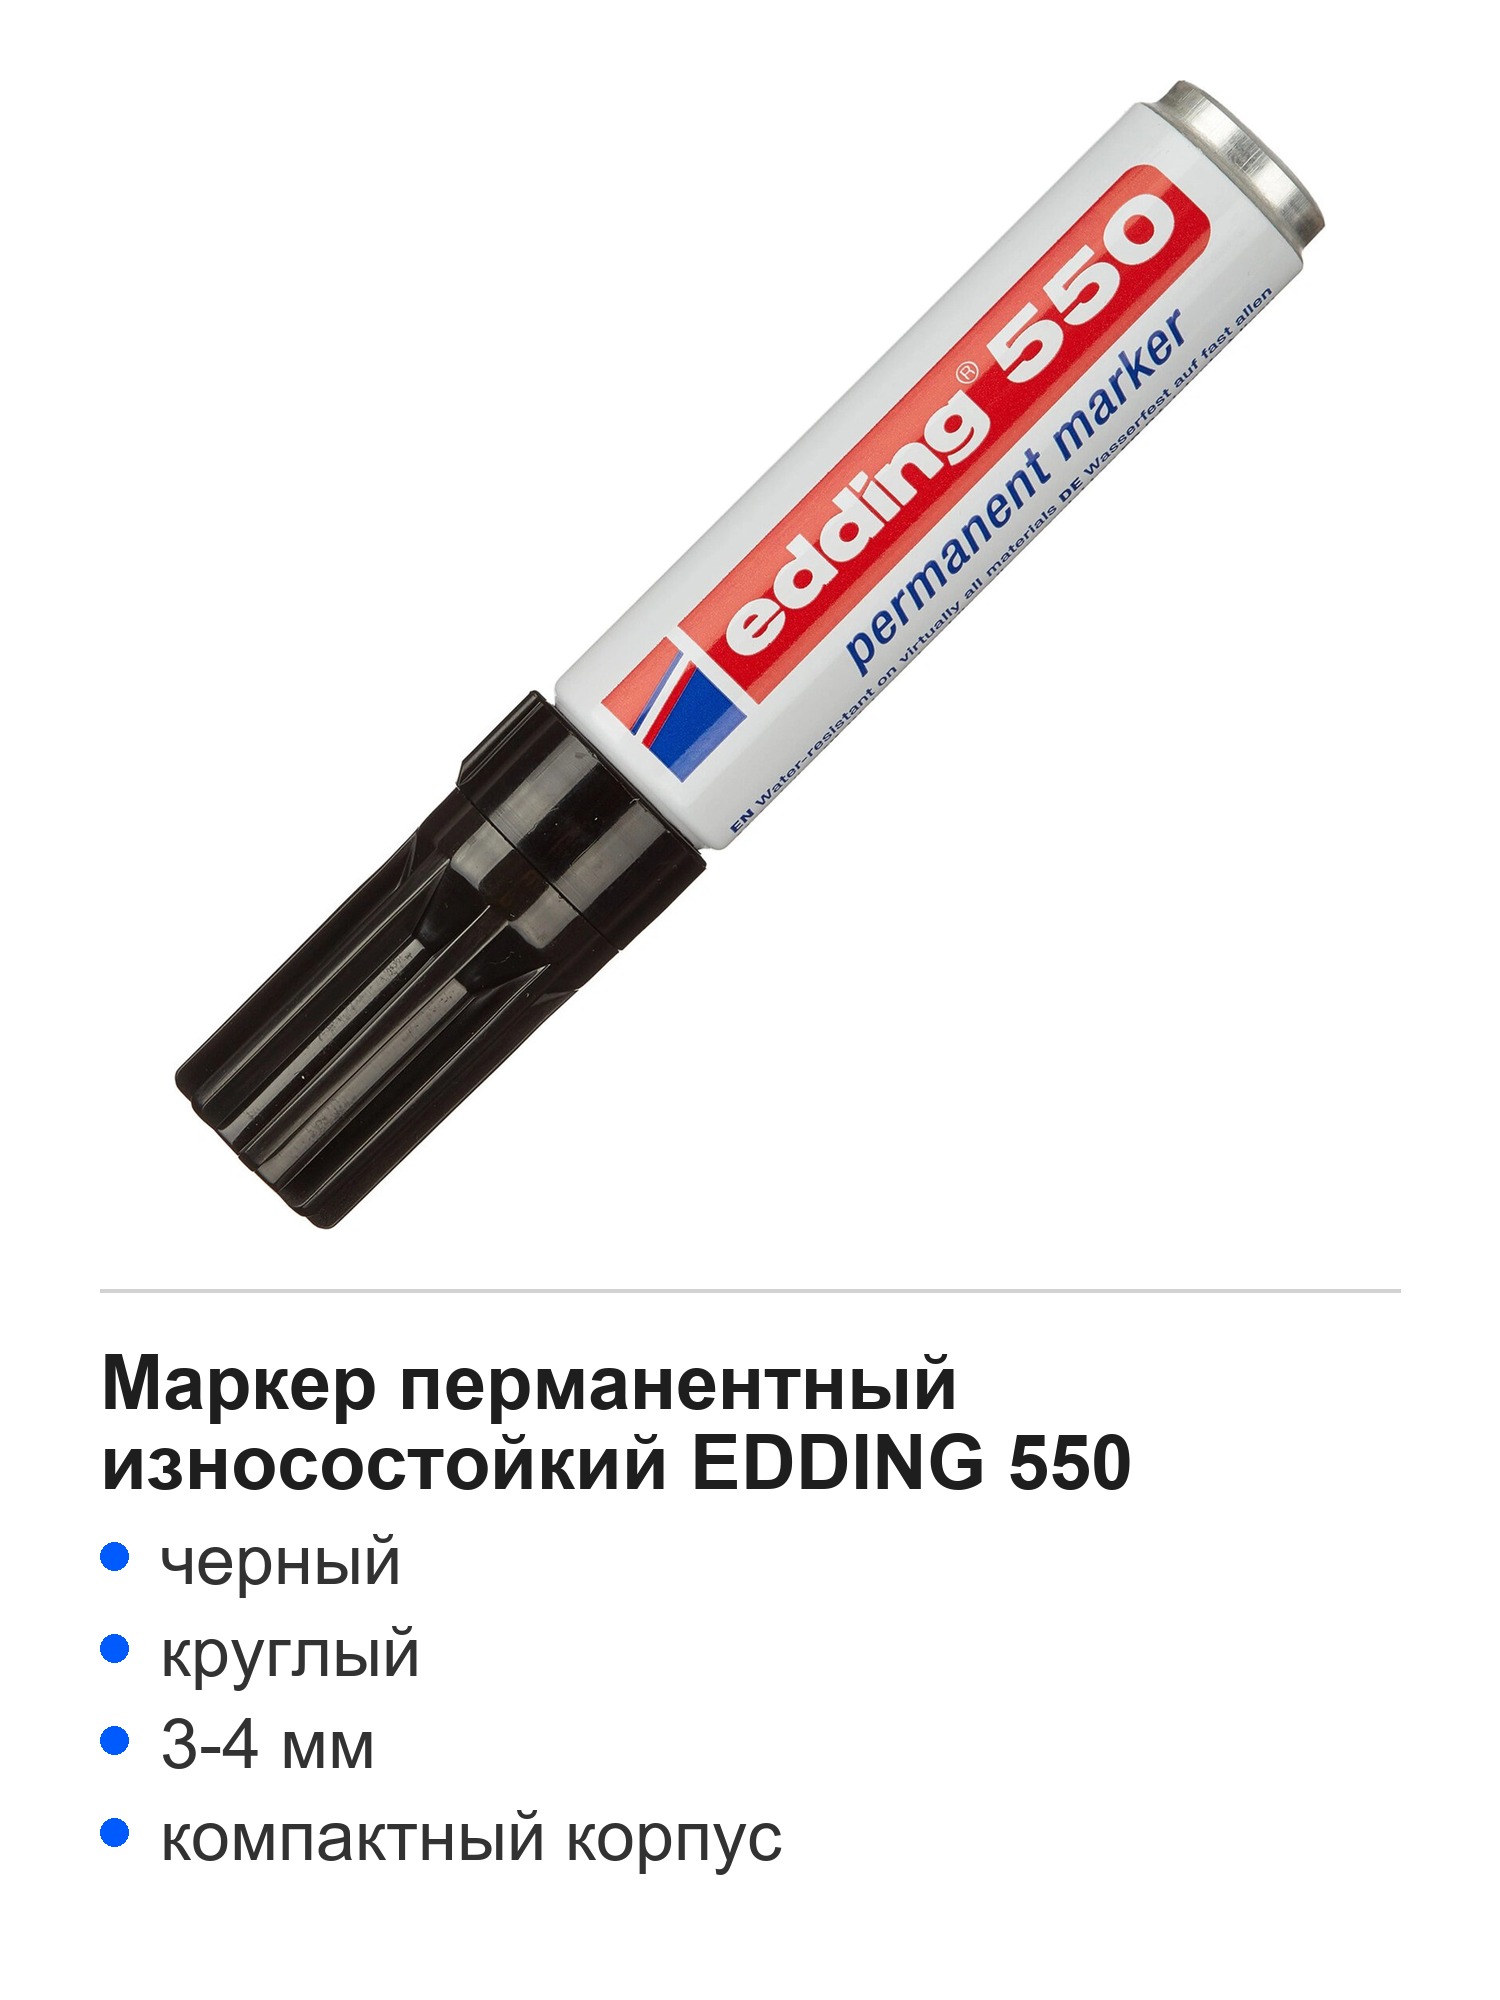 edding® 550
permanent marker
EN Water-resistant on virtually all materials DE Wasserfest auf fast allen
Маркер перманентный
износостойкий EDDING 550
черный
круглый
3-4 мм
компактный корпус